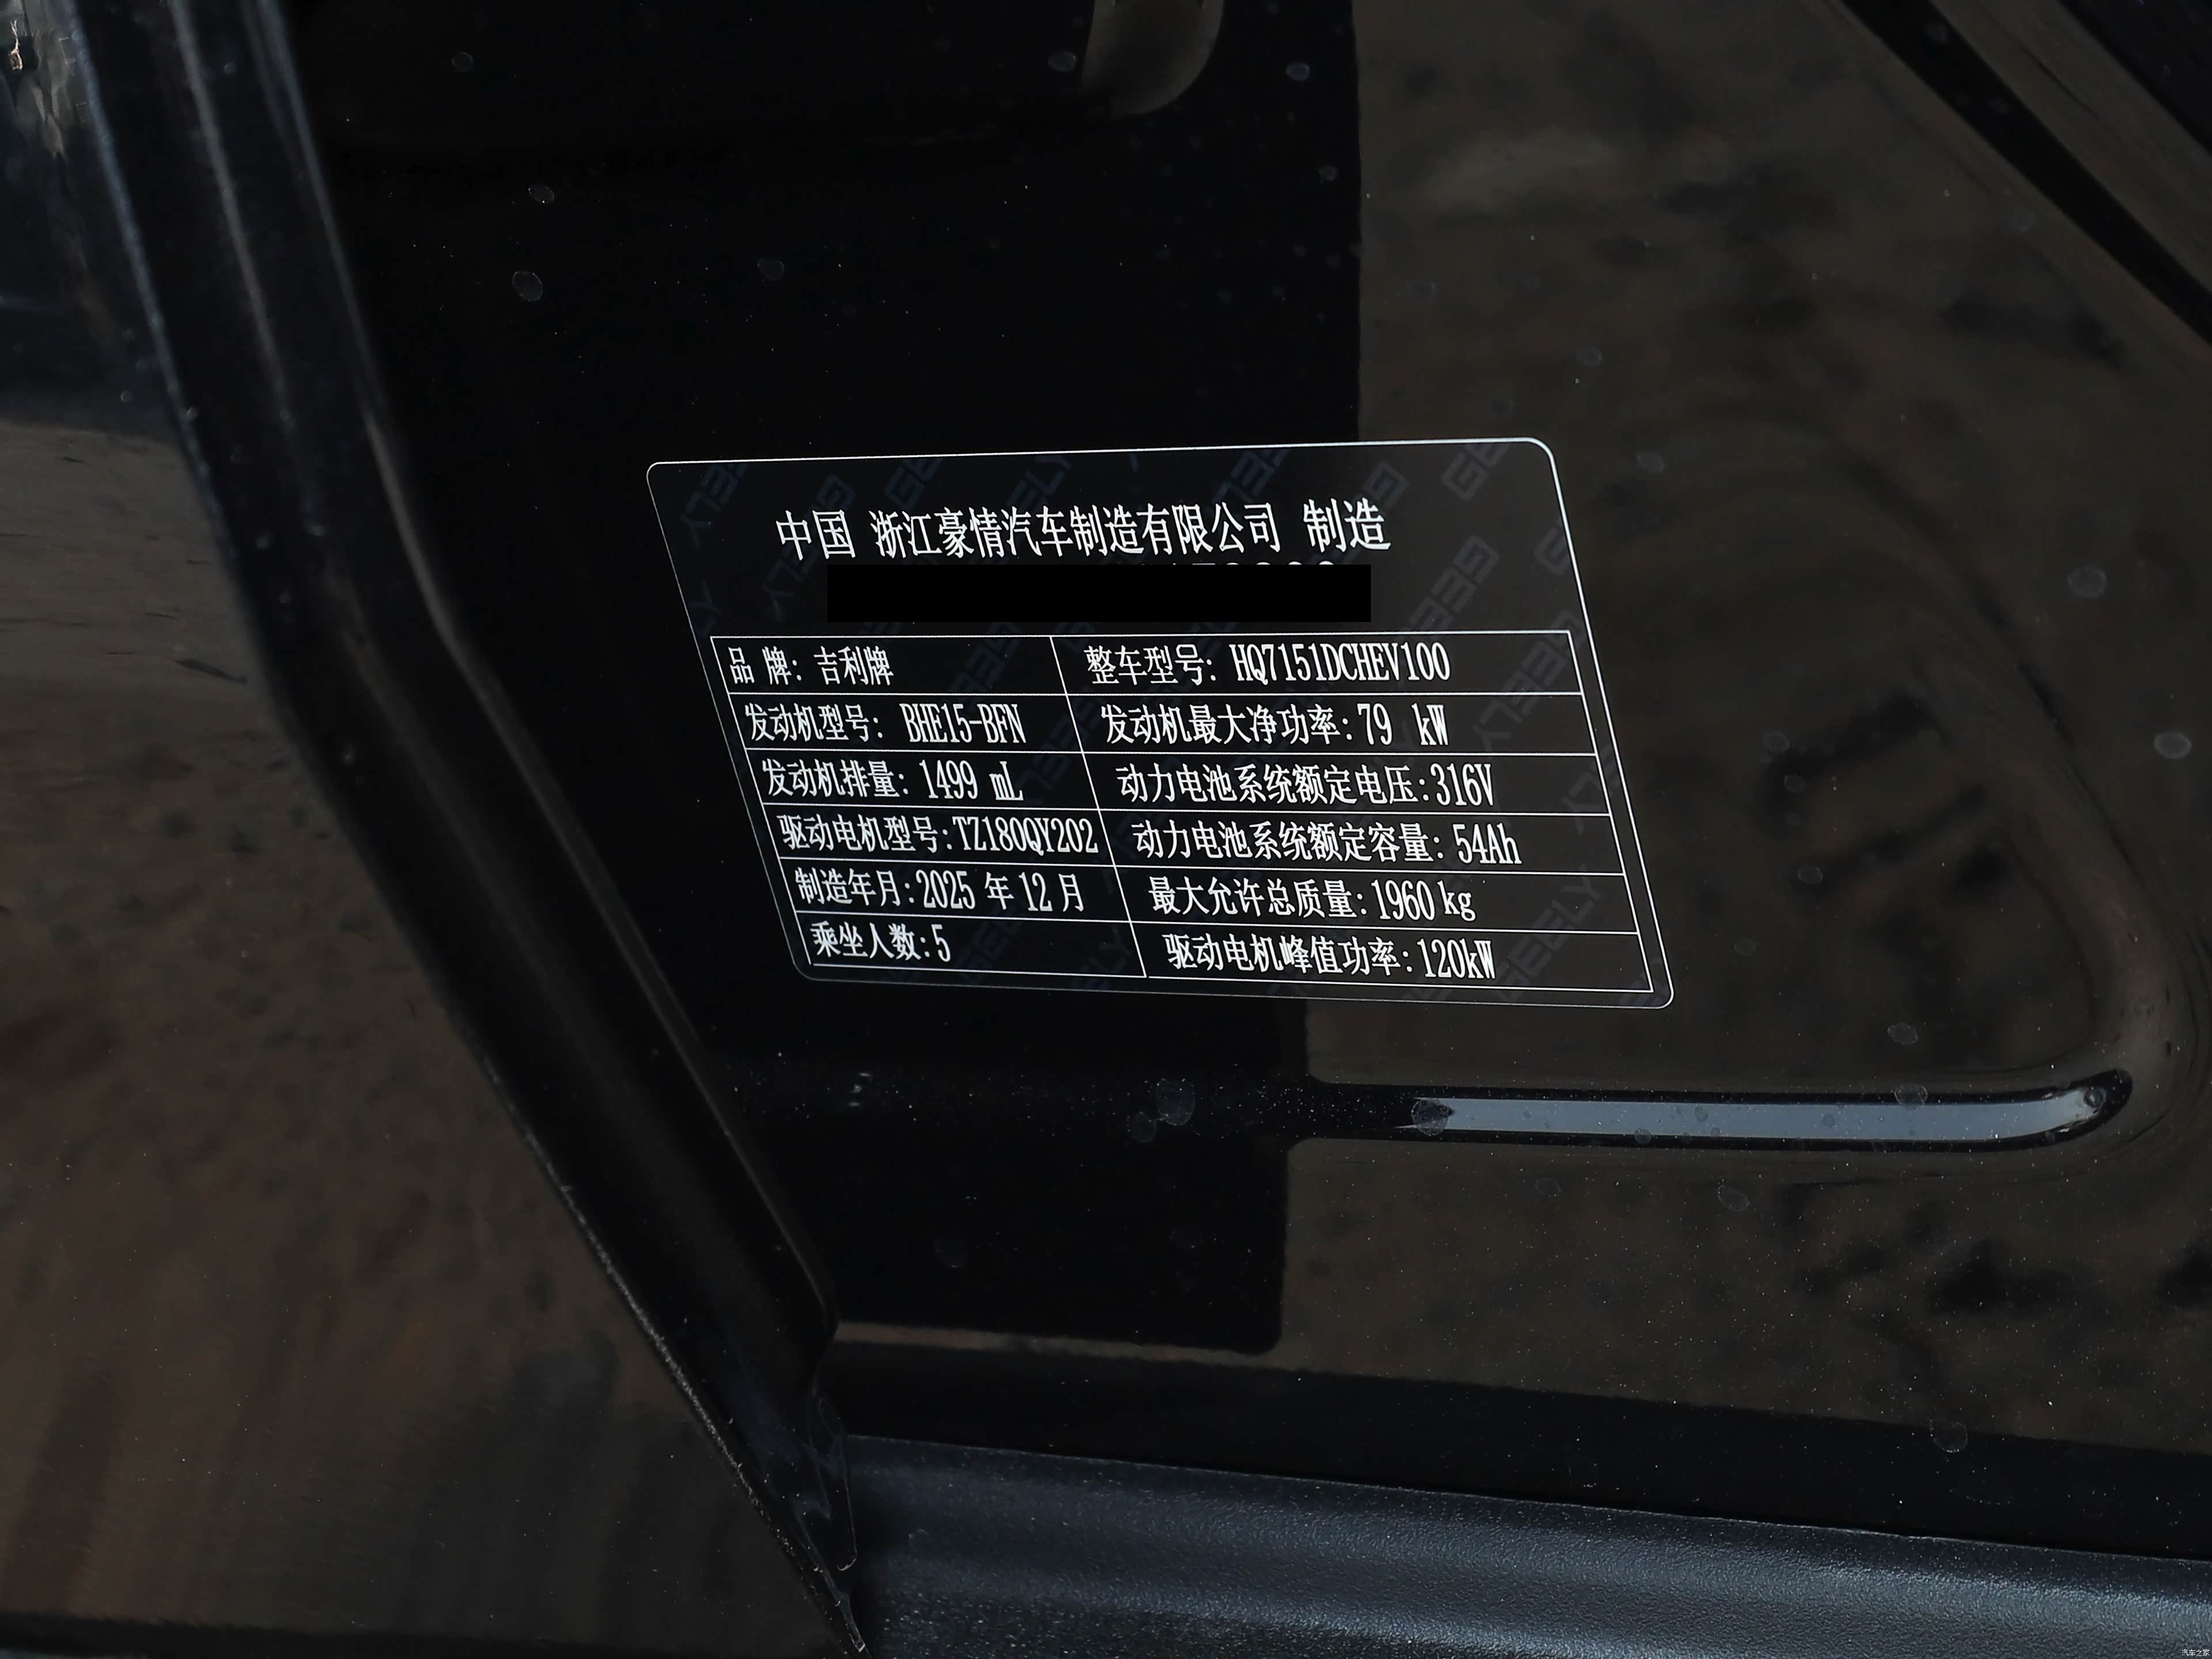 中国 浙江豪情汽车制造有限公司 制造
品 牌: 吉利牌 整车型号: HQ7151DCHEV100
发动机型号: BHE15-BFN 发动机最大净功率:79 kW
发动机排量: 1499 mL 动力电池系统额定电压:316V
驱动电机型号:TZ180QY202 动力电池系统额定容量: 54Ah
制造年月:2025 年 12 月 最大允许总质量:1960 kg
乘坐人数:5 驱动电机峰值功率:120kW
汽车之家